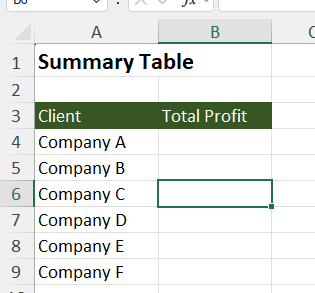 A B
1 Summary Table
2
3 Client Total Profit
4 Company A
5 Company B
6 Company C
7 Company D
8 Company E
9 Company F